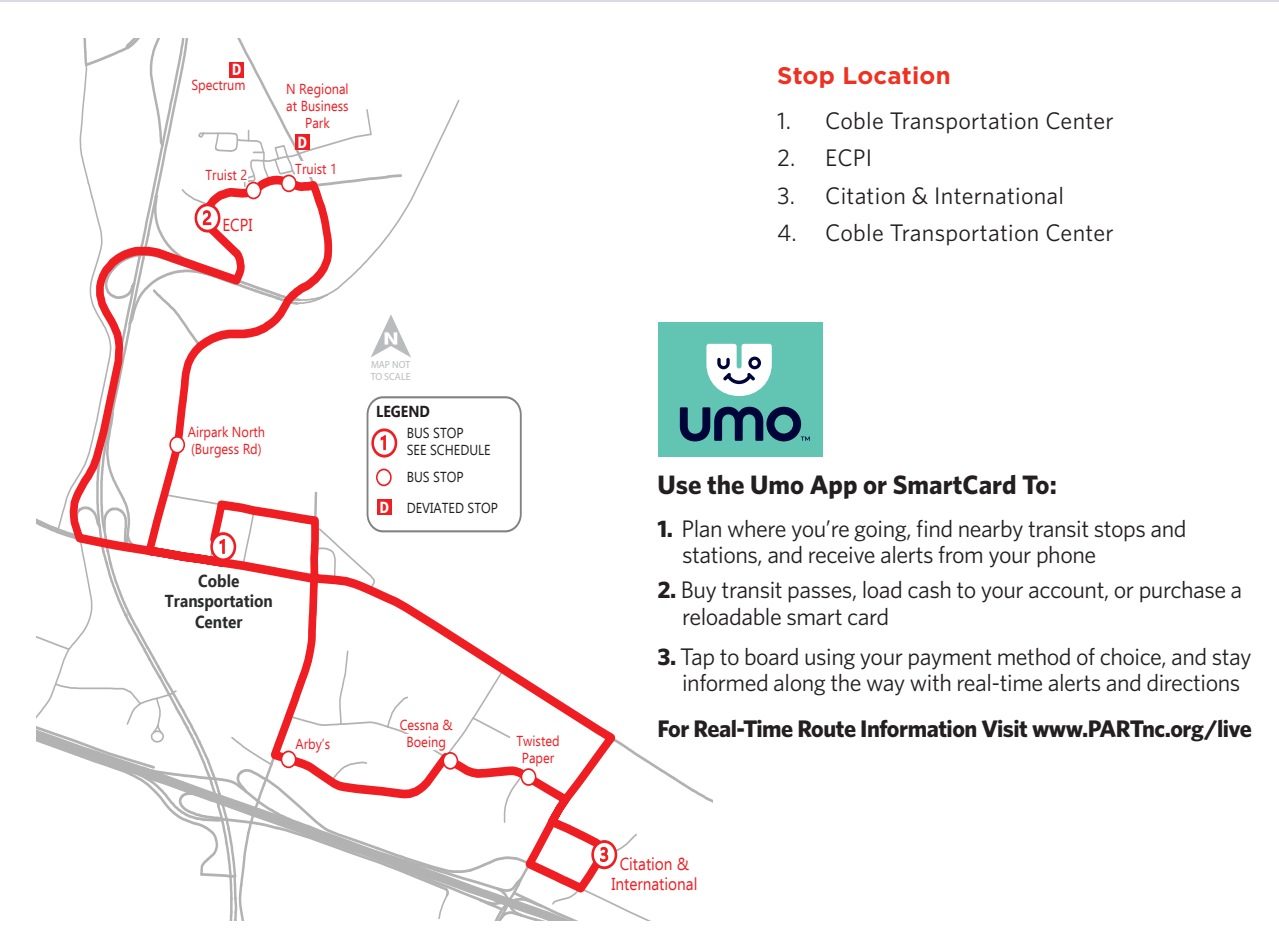 D
Spectrum
N Regional
at Business
Park
D
Truist 2
Truist 1
2
ECPI
N
MAP NOT
TO SCALE
LEGEND
1
BUS STOP
SEE SCHEDULE
BUS STOP
D
DEVIATED STOP
Airpark North
(Burgess Rd)
1
Coble
Transportation
Center
Arby's
Cessna &
Boeing
Twisted
Paper
3
Citation &
International
Stop Location
1. Coble Transportation Center
2. ECPI
3. Citation & International
4. Coble Transportation Center
umo™
Use the Umo App or SmartCard To:
1. Plan where you're going, find nearby transit stops and
stations, and receive alerts from your phone
2. Buy transit passes, load cash to your account, or purchase a
reloadable smart card
3. Tap to board using your payment method of choice, and stay
informed along the way with real-time alerts and directions
For Real-Time Route Information Visit www.PARTnc.org/live